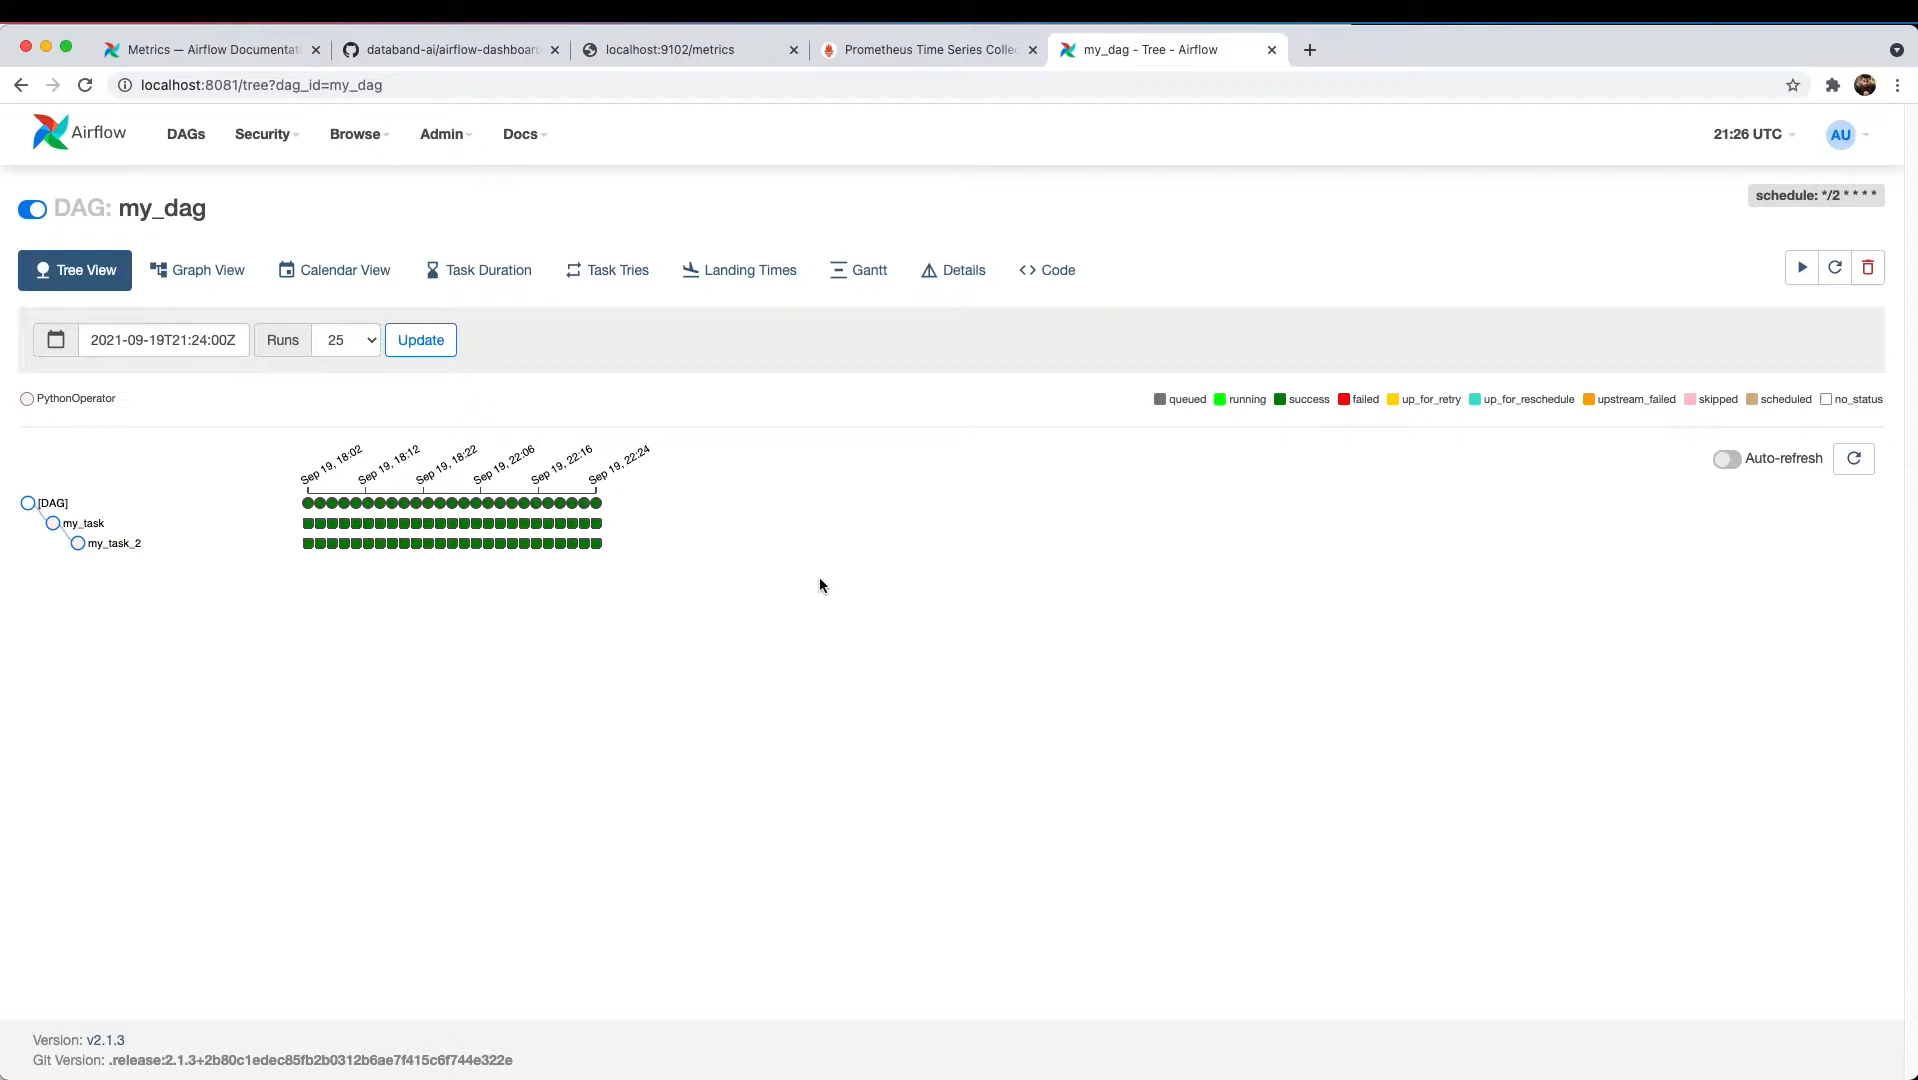 Metrics — Airflow Documentati
databand-ai/airflow-dashboar
localhost:9102/metrics
Prometheus Time Series Collec
my_dag - Tree - Airflow
localhost:8081/tree?dag_id=my_dag
Airflow
DAGs
Security
Browse
Admin
Docs
21:26 UTC
AU
DAG: my_dag
schedule: */2 * * * *
Tree View
Graph View
Calendar View
Task Duration
Task Tries
Landing Times
Gantt
Details
Code
2021-09-19T21:24:00Z
Runs
25
Update
PythonOperator
queued
running
success
failed
up_for_retry
up_for_reschedule
upstream_failed
skipped
scheduled
no_status
Sep 19, 18:02
Sep 19, 18:12
Sep 19, 18:22
Sep 19, 22:06
Sep 19, 22:16
Sep 19, 22:24
Auto-refresh
[DAG]
my_task
my_task_2
Version: v2.1.3
Git Version: .release:2.1.3+2b80c1edec85fb2b0312b6ae7f415c6f744e322e